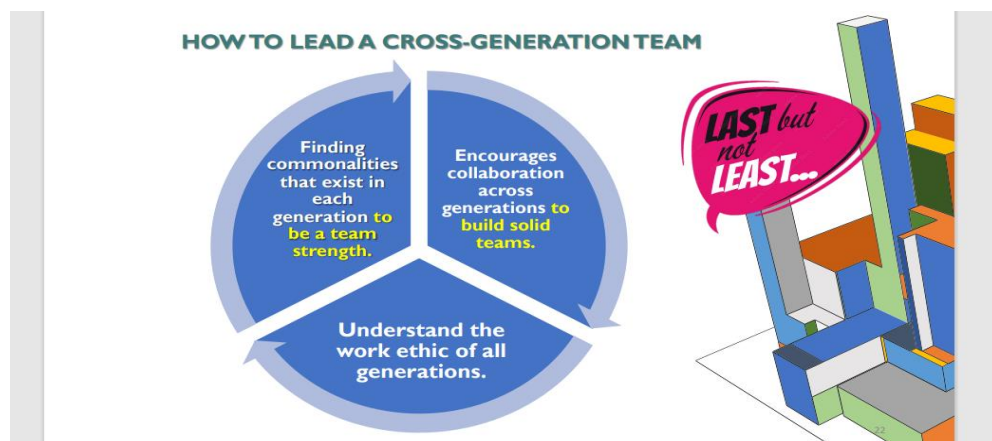 HOW TO LEAD A CROSS-GENERATION TEAM
Finding
commonalities
that exist in
each
generation to
be a team
strength.
Encourages
collaboration
across
generations to
build solid
teams.
Understand the
work ethic of all
generations.
LAST but
not
LEAST...
22